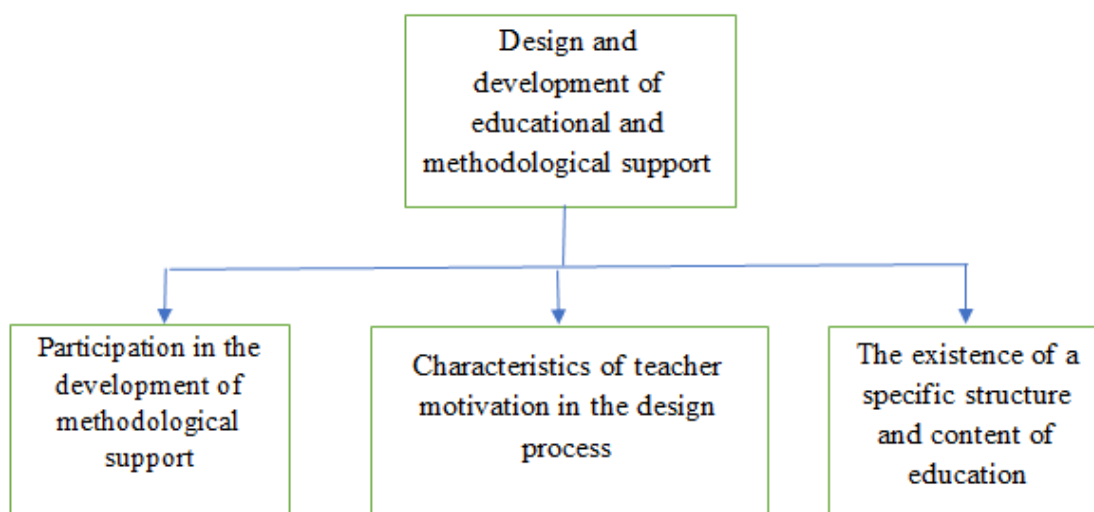 Design and
development of
educational and
methodological support
Participation in the
development of
methodological
support
Characteristics of teacher
motivation in the design
process
The existence of a
specific structure
and content of
education